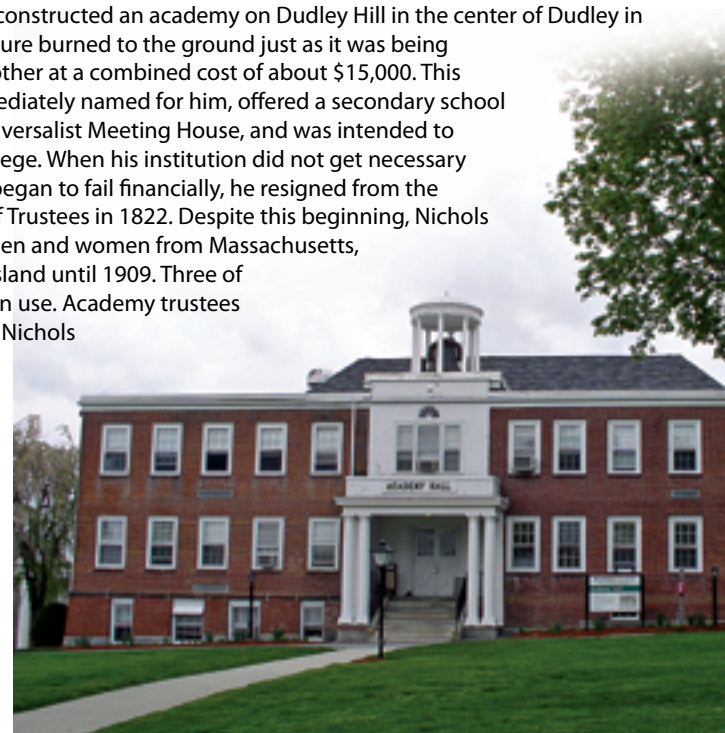 constructed an academy on Dudley Hill in the center of Dudley in
ure burned to the ground just as it was being
other at a combined cost of about $15,000. This
ediately named for him, offered a secondary school
versalist Meeting House, and was intended to
ege. When his institution did not get necessary
began to fail financially, he resigned from the
f Trustees in 1822. Despite this beginning, Nichols
en and women from Massachusetts,
sland until 1909. Three of
n use. Academy trustees
Nichols
ACADEMY HALL